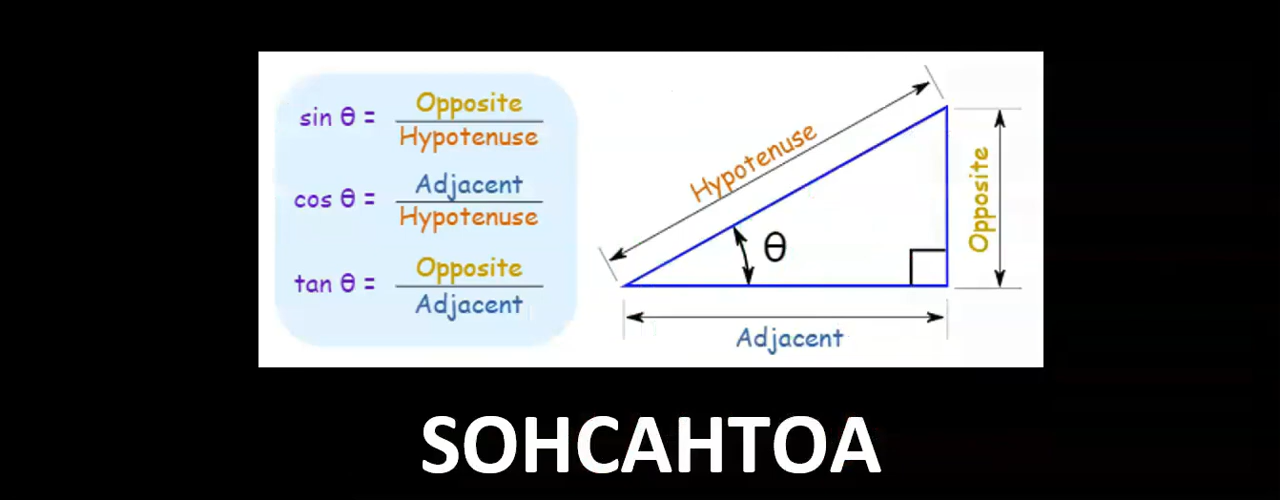 sin θ = Opposite
Hypotenuse
cos θ = Adjacent
Hypotenuse
tan θ = Opposite
Adjacent
Hypotenuse
θ
Opposite
Adjacent
SOHCAHTOA